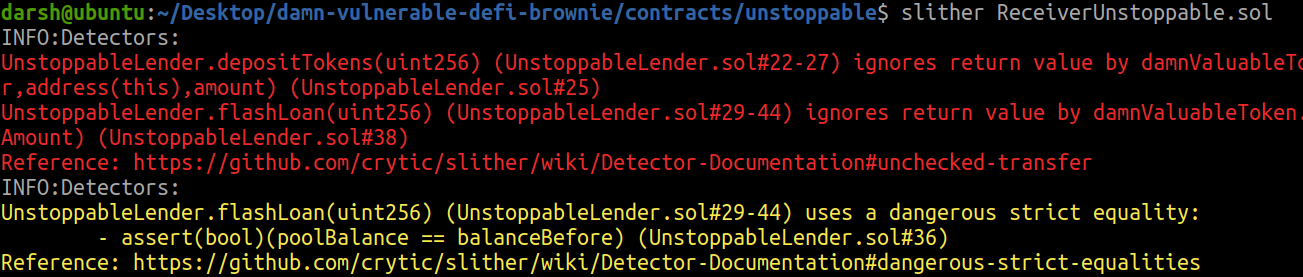 darsh@ubuntu:~/Desktop/damn-vulnerable-defi-brownie/contracts/unstoppable$ slither ReceiverUnstoppable.sol
INFO:Detectors:
UnstoppableLender.depositTokens(uint256) (UnstoppableLender.sol#22-27) ignores return value by damnValuableTo
r,address(this),amount) (UnstoppableLender.sol#25)
UnstoppableLender.flashLoan(uint256) (UnstoppableLender.sol#29-44) ignores return value by damnValuableToken.
Amount) (UnstoppableLender.sol#38)
Reference: https://github.com/crytic/slither/wiki/Detector-Documentation#unchecked-transfer
INFO:Detectors:
UnstoppableLender.flashLoan(uint256) (UnstoppableLender.sol#29-44) uses a dangerous strict equality:
- assert(bool)(poolBalance == balanceBefore) (UnstoppableLender.sol#36)
Reference: https://github.com/crytic/slither/wiki/Detector-Documentation#dangerous-strict-equalities